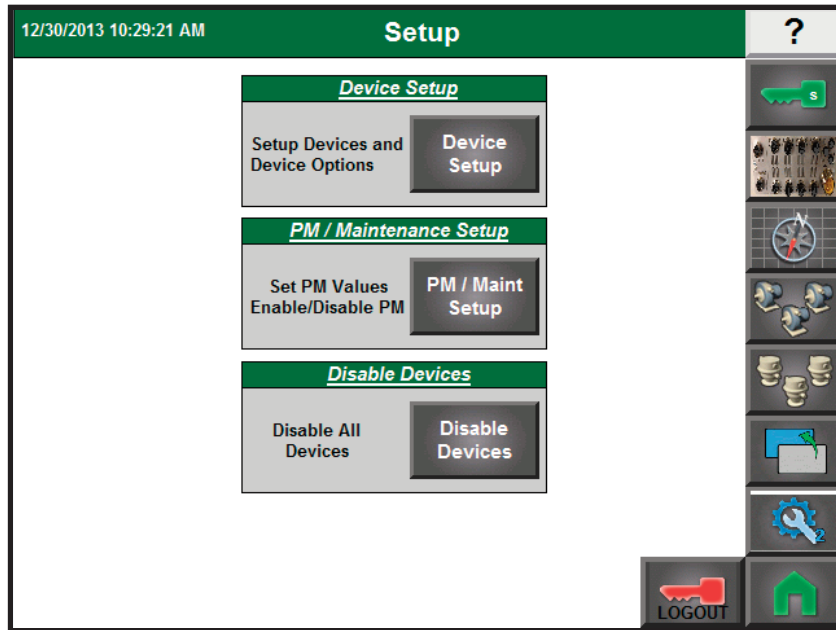 12/30/2013 10:29:21 AM
Setup
?
Device Setup
Setup Devices and
Device Options
Device
Setup
S
N
PM / Maintenance Setup
Set PM Values
Enable/Disable PM
PM / Maint
Setup
Disable Devices
Disable All
Devices
Disable
Devices
2
LOGOUT